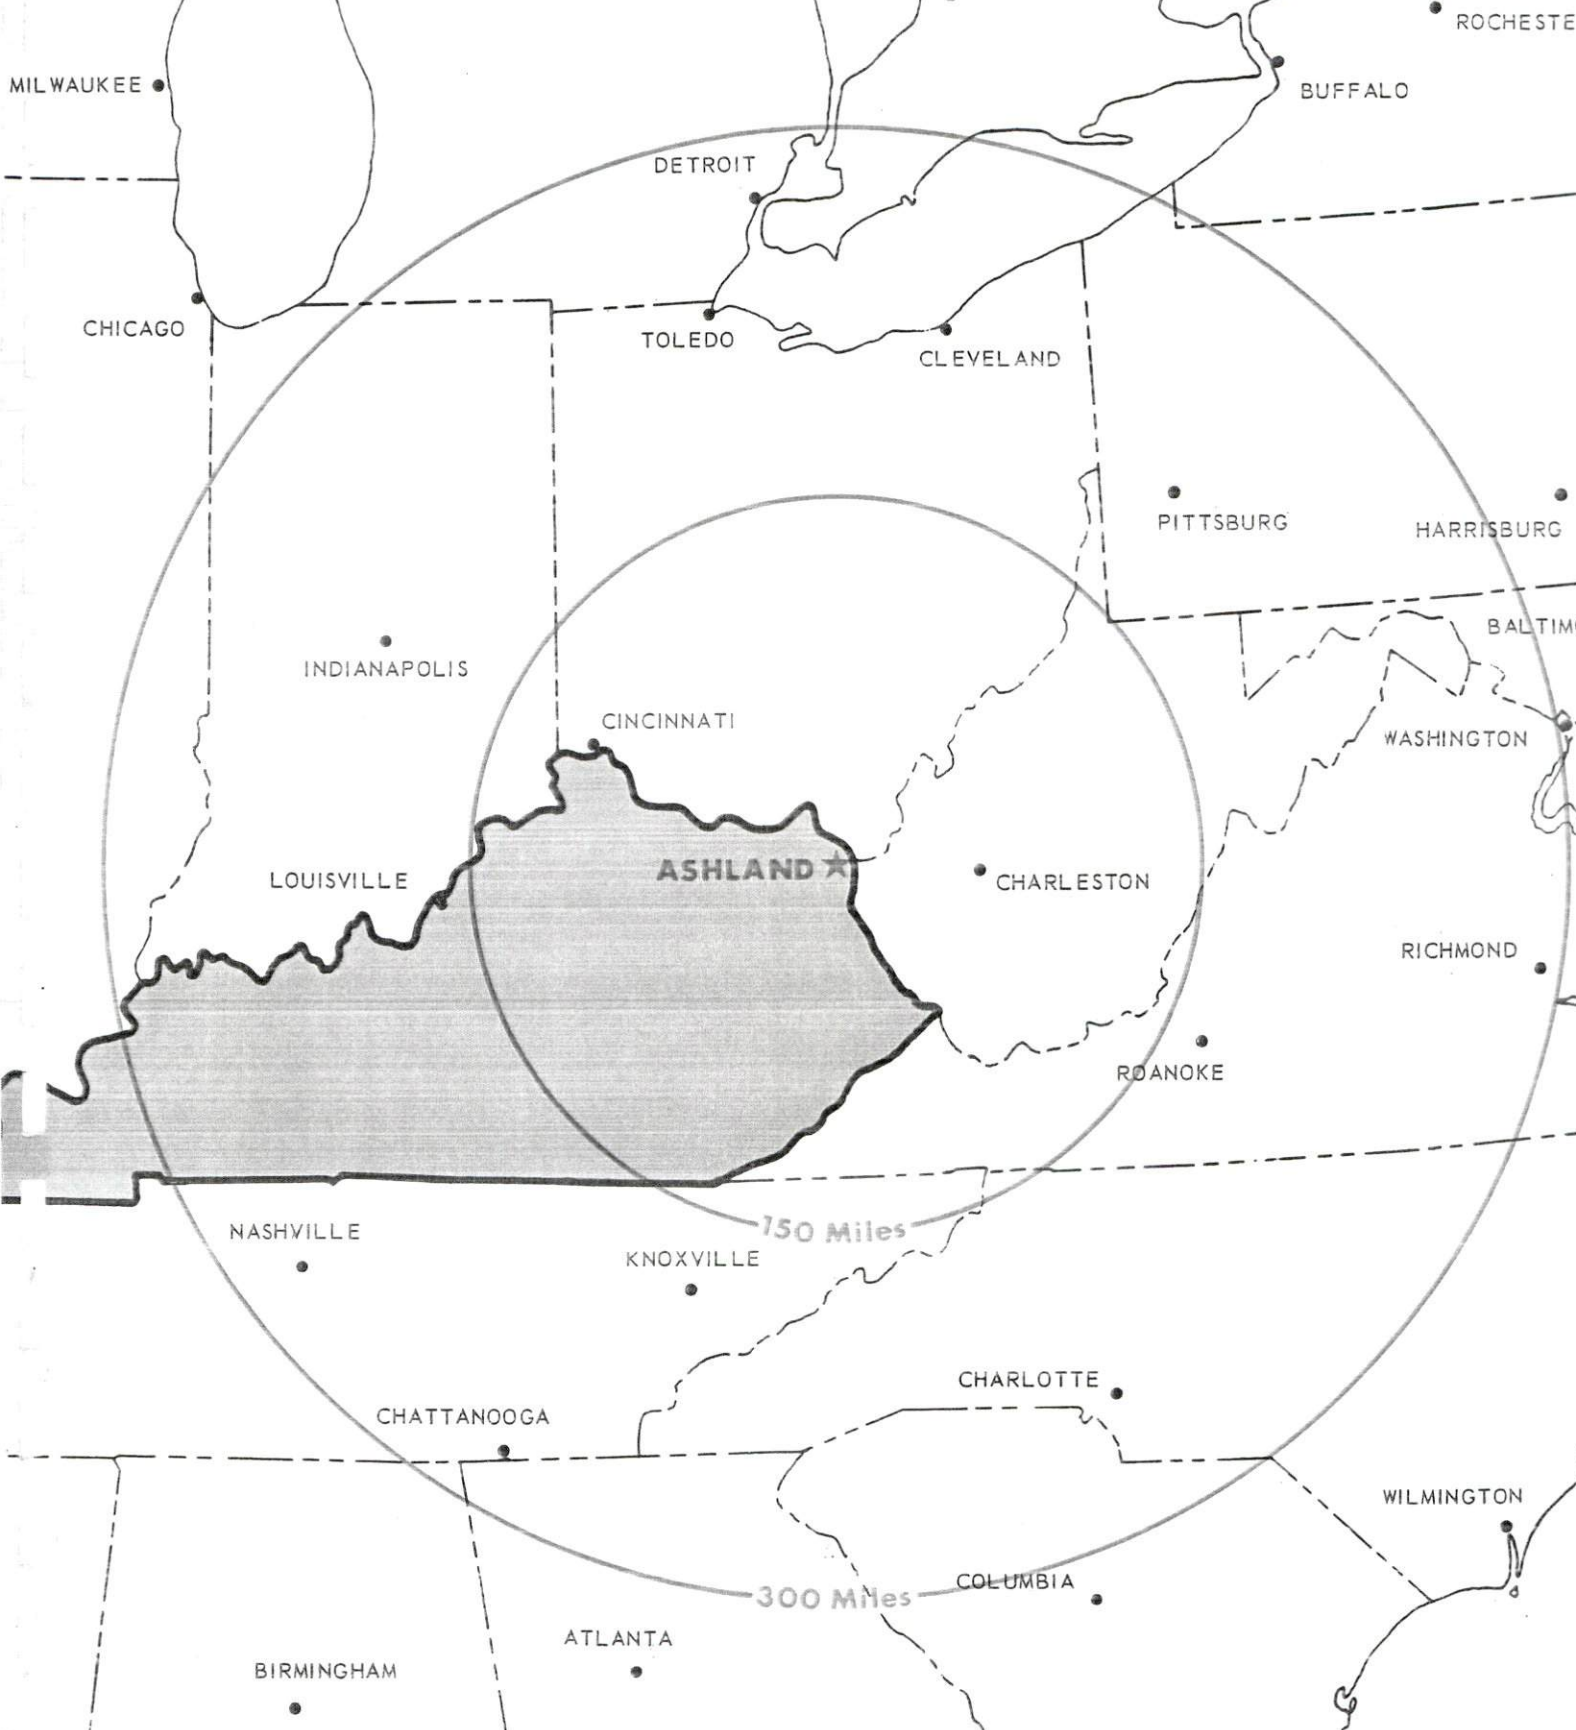 ROCHESTE
MILWAUKEE
BUFFALO
DETROIT
CHICAGO
TOLEDO
CLEVELAND
PITTSBURG
HARRISBURG
BALTIM
INDIANAPOLIS
CINCINNATI
WASHINGTON
ASHLAND
LOUISVILLE
CHARLESTON
RICHMOND
ROANOKE
150 Miles
NASHVILLE
KNOXVILLE
CHARLOTTE
CHATTANOOGA
WILMINGTON
COLUMBIA
300 Miles
ATLANTA
BIRMINGHAM